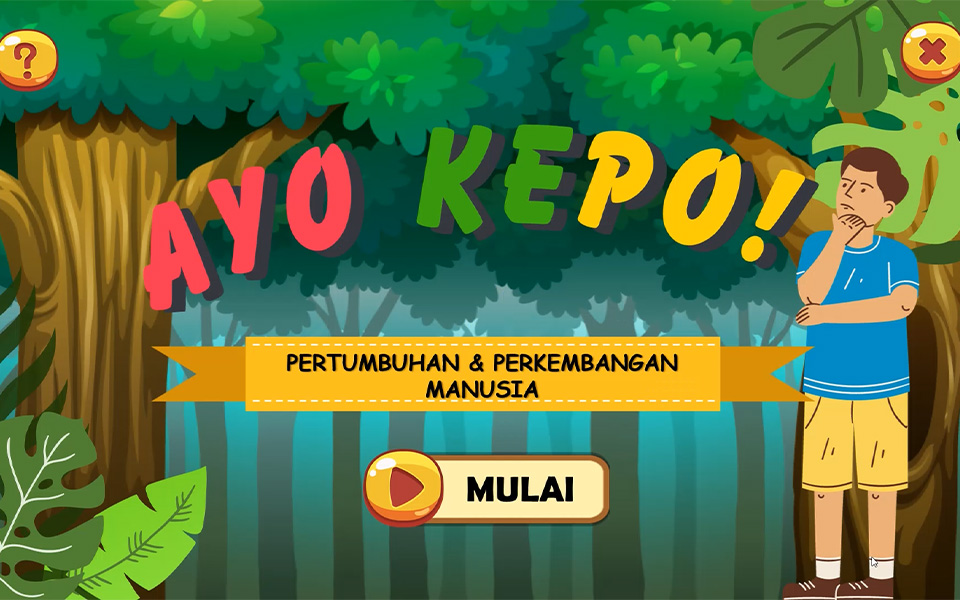 ?
AYO KEPO!
PERTUMBUHAN & PERKEMBANGAN
MANUSIA
MULAI